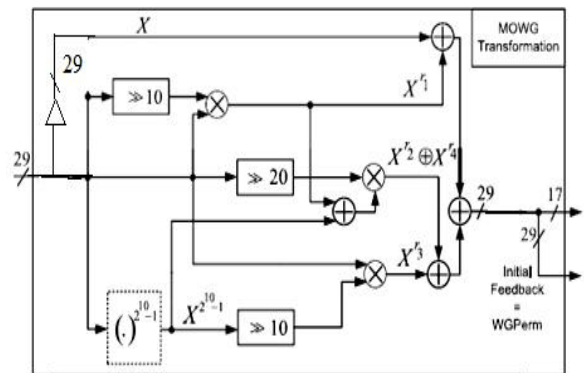 X
MOWG
Transformation
29
≫10
X^{r_1}
29
≫20
X^{r_2} ⊕ X^{r_4}
29
17
29
X^{r_3}
Initial
Feedback
=
WGPerm
(.)^{2^{10}-1}
X^{2^{10}-1}
≫10